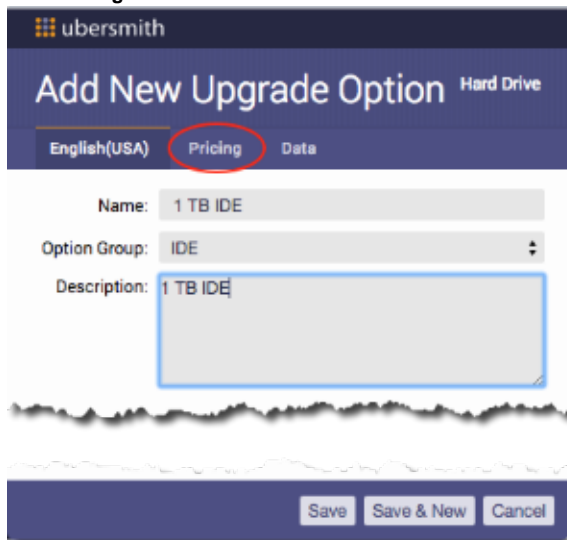 ubersmith
Add New Upgrade Option Hard Drive
English(USA) Pricing Data
Name: 1 TB IDE
Option Group: IDE
Description: 1 TB IDE
Save Save & New Cancel